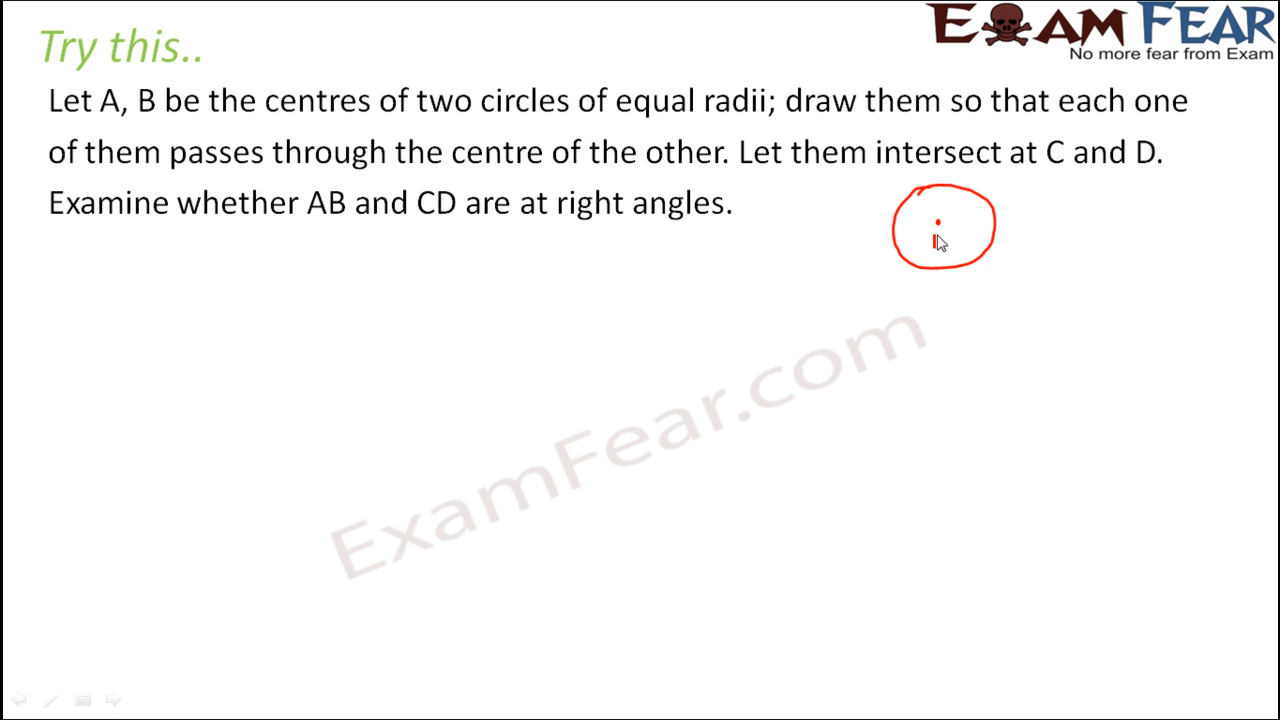 Try this..
EXAM FEAR
No more fear from Exam
Let A, B be the centres of two circles of equal radii; draw them so that each one
of them passes through the centre of the other. Let them intersect at C and D.
Examine whether AB and CD are at right angles.
ExamFear.com